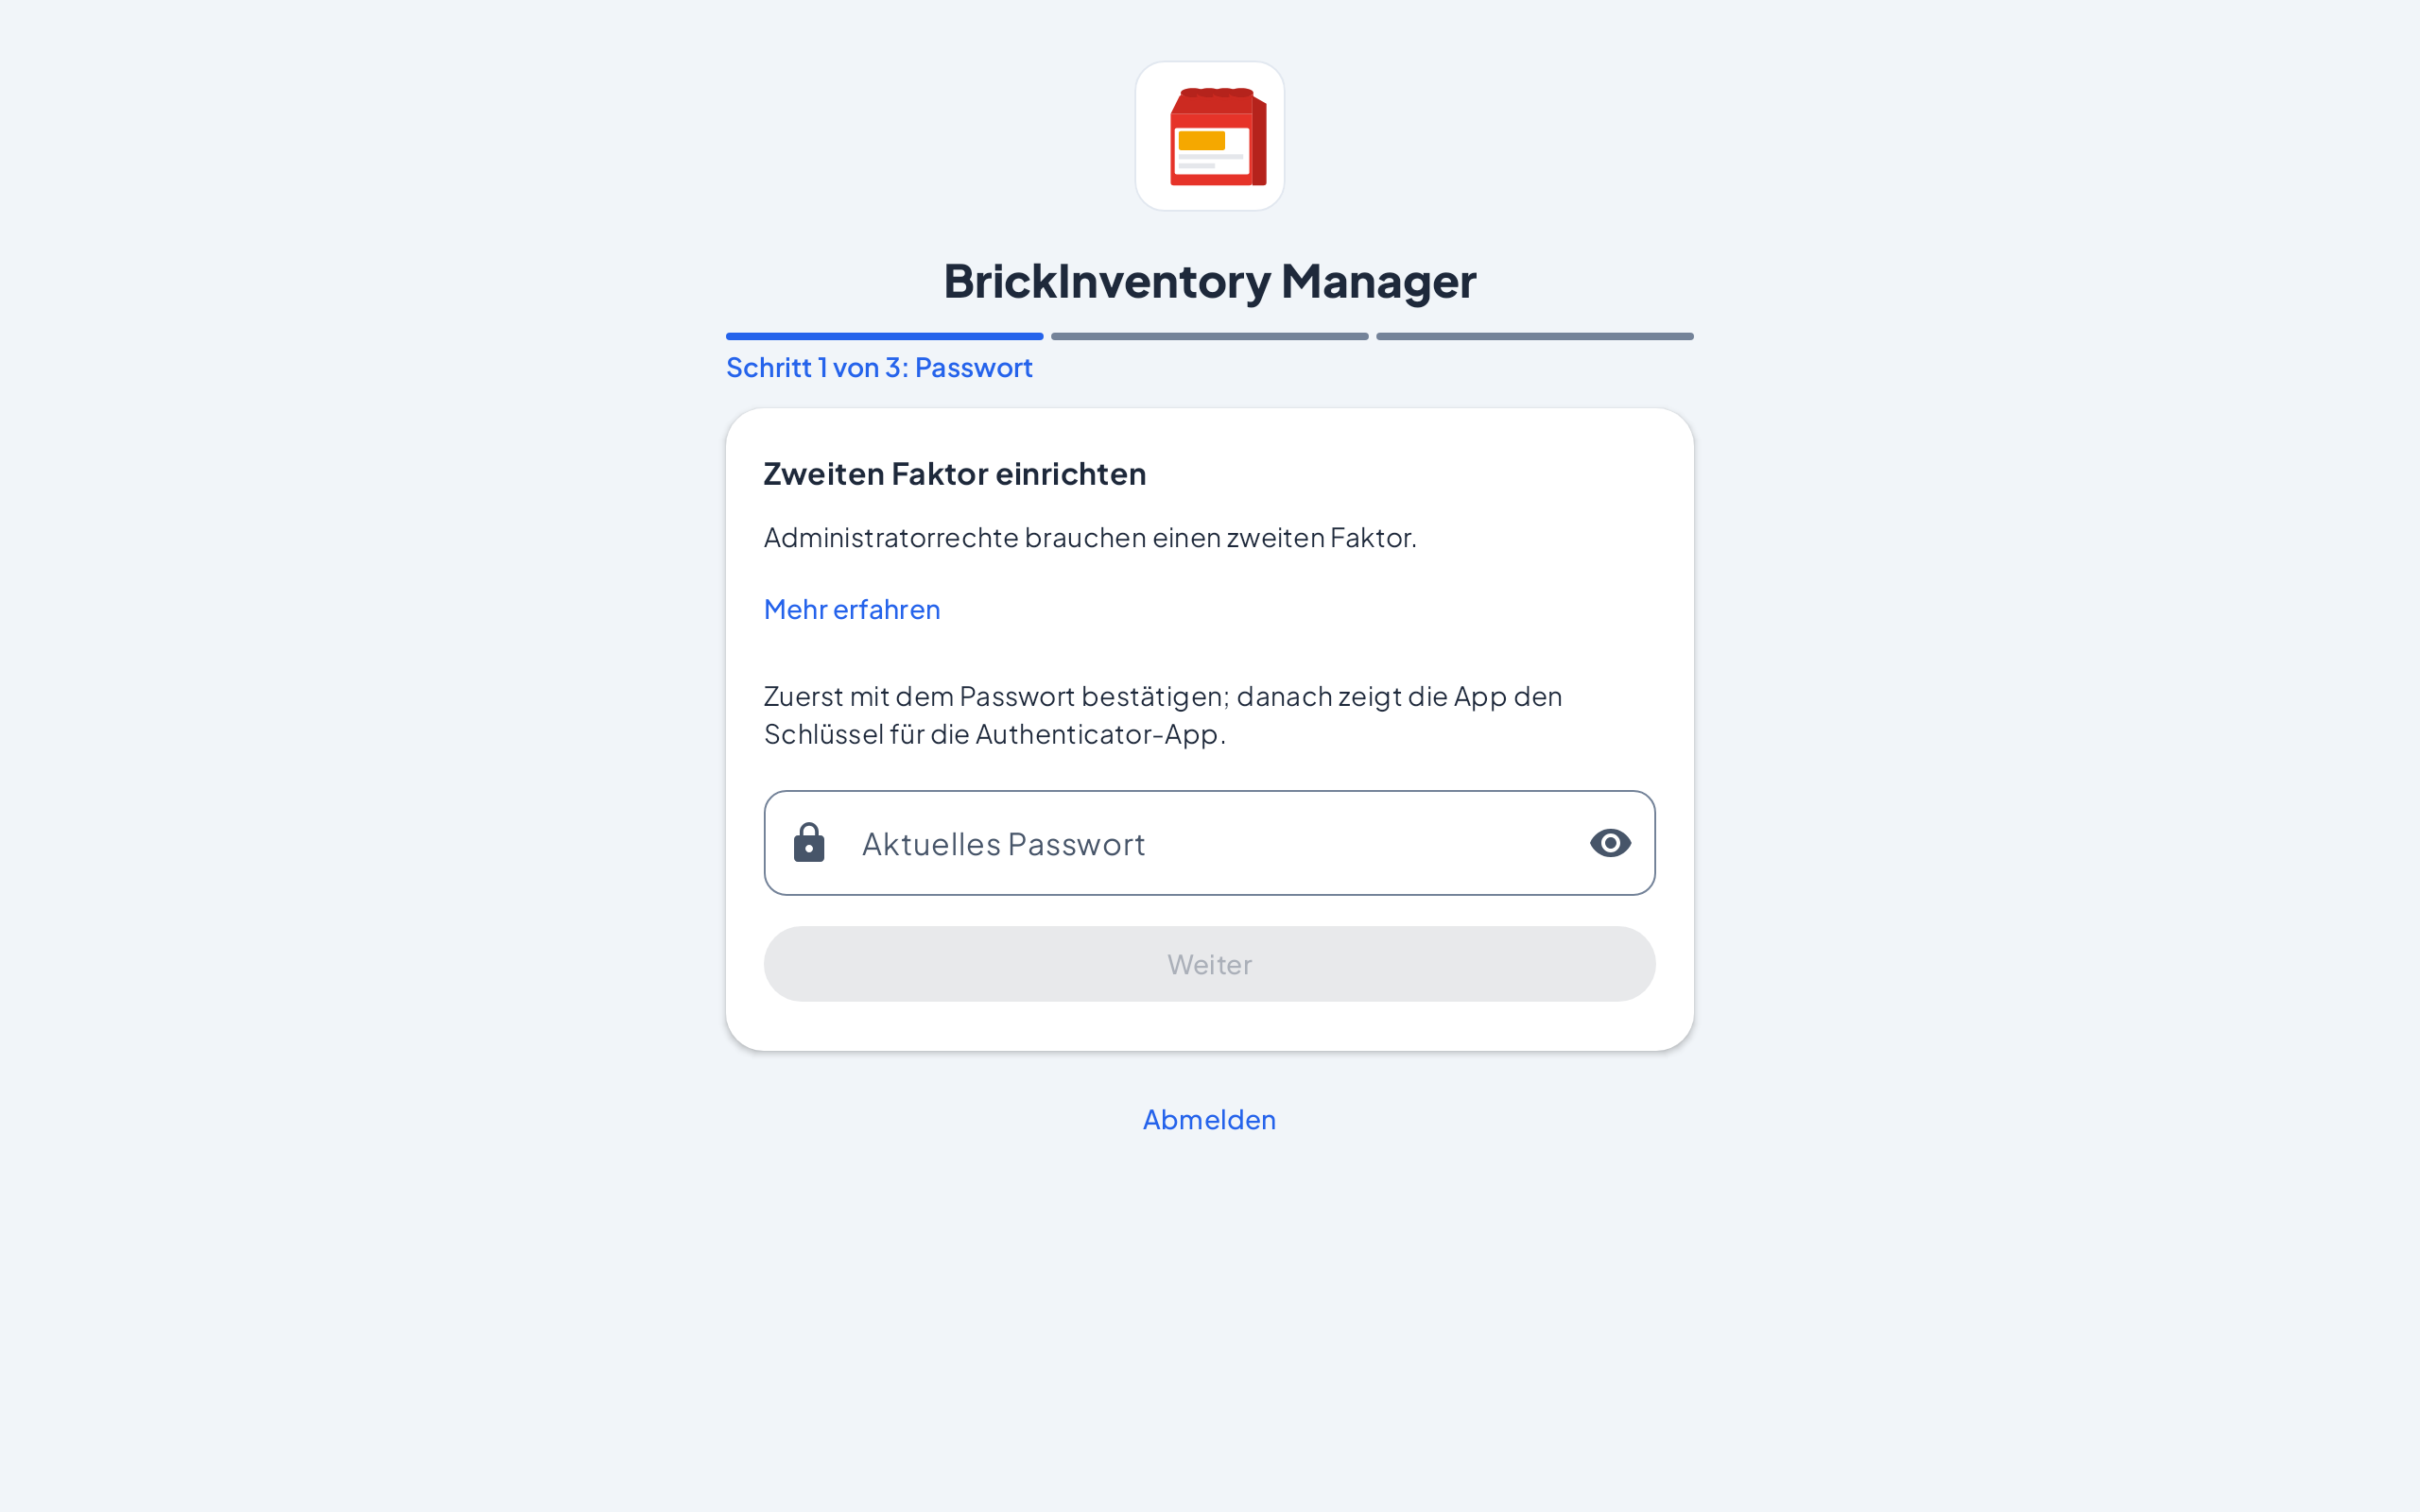 BrickInventory Manager
Schritt 1 von 3: Passwort
Zweiten Faktor einrichten
Administratorrechte brauchen einen zweiten Faktor.
Mehr erfahren
Zuerst mit dem Passwort bestätigen; danach zeigt die App den
Schlüssel für die Authenticator-App.
Aktuelles Passwort
Weiter
Abmelden